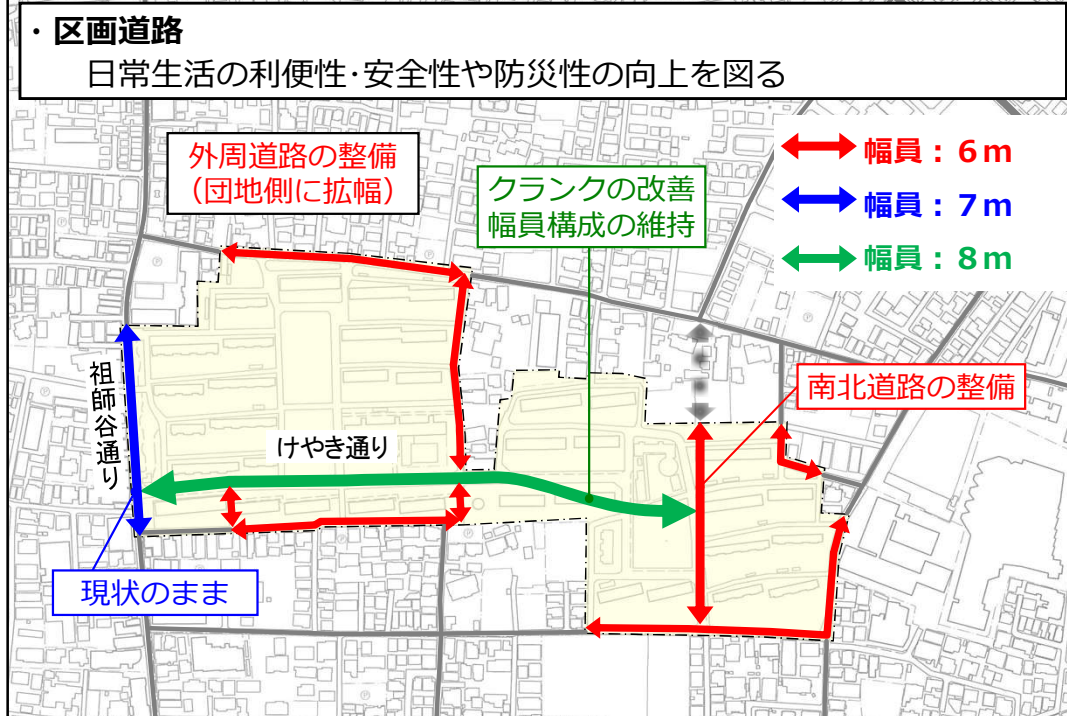 ・区画道路
日常生活の利便性・安全性や防災性の向上を図る
外周道路の整備
（団地側に拡幅）
クランクの改善
幅員構成の維持
幅員：6m
幅員：7m
幅員：8m
祖師谷通り
けやき通り
南北道路の整備
現状のまま